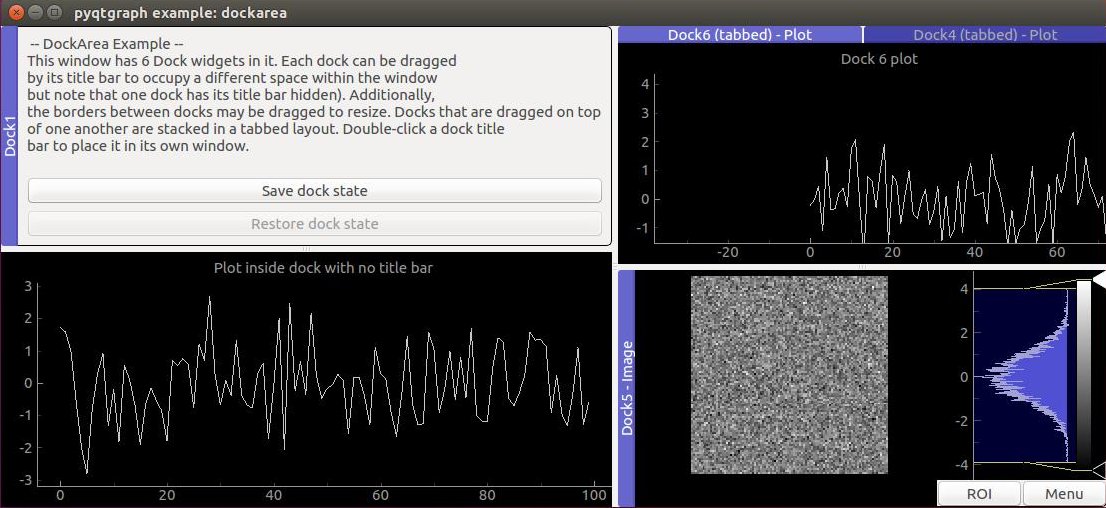 pyqtgraph example: dockarea
Dock1
-- DockArea Example --
This window has 6 Dock widgets in it. Each dock can be dragged
by its title bar to occupy a different space within the window
but note that one dock has its title bar hidden). Additionally,
the borders between docks may be dragged to resize. Docks that are dragged on top
of one another are stacked in a tabbed layout. Double-click a dock title
bar to place it in its own window.
Save dock state
Restore dock state
Dock6 (tabbed) - Plot
Dock4 (tabbed) - Plot
Dock 6 plot
4
3
2
1
0
-1
-20
0
20
40
60
Plot inside dock with no title bar
3
2
1
0
-1
-2
-3
0
20
40
60
80
100
Dock5 - Image
4
2
0
-2
-4
ROI
Menu